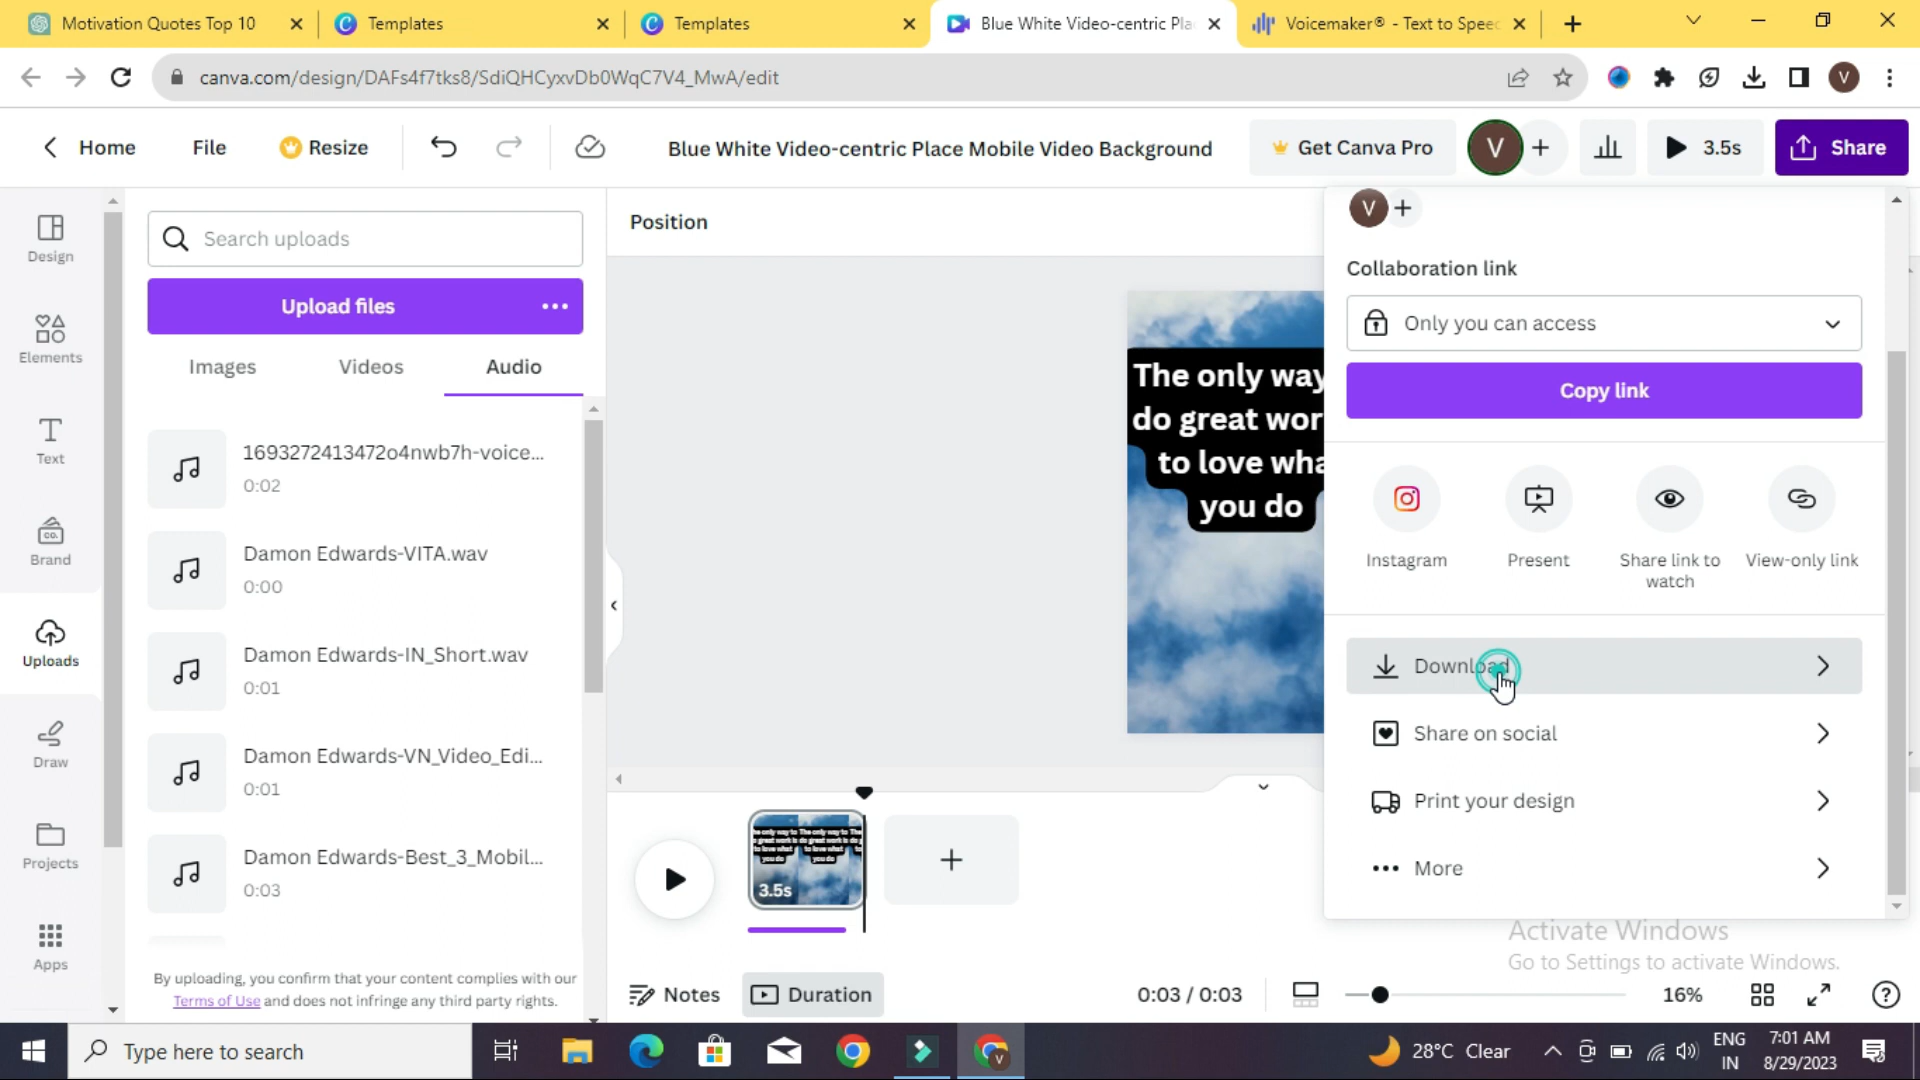 Motivation Quotes Top 10
Templates
Templates
Blue White Video-centric Pla
Voicemaker® - Text to Speec
canva.com/design/DAFs4f7tks8/SdiQHCyxvDb0WqC7V4_MwA/edit
V
Home
File
Resize
Blue White Video-centric Place Mobile Video Background
Get Canva Pro
V
3.5s
Share
Design
Elements
Text
Brand
Uploads
Draw
Projects
Apps
Search uploads
Upload files
Images
Videos
Audio
1693272413472o4nwb7h-voice...
0:02
Damon Edwards-VITA.wav
0:00
Damon Edwards-IN_Short.wav
0:01
Damon Edwards-VN_Video_Edi...
0:01
Damon Edwards-Best_3_Mobil...
0:03
By uploading, you confirm that your content complies with our
Terms of Use and does not infringe any third party rights.
Position
The only way
do great wor
to love wha
you do
V
Collaboration link
Only you can access
Copy link
Instagram
Present
Share link to
watch
View-only link
Download
Share on social
Print your design
More
3.5s
Activate Windows
Go to Settings to activate Windows.
Notes
Duration
0:03 / 0:03
16%
Type here to search
28°C Clear
ENG
IN
7:01 AM
8/29/2023